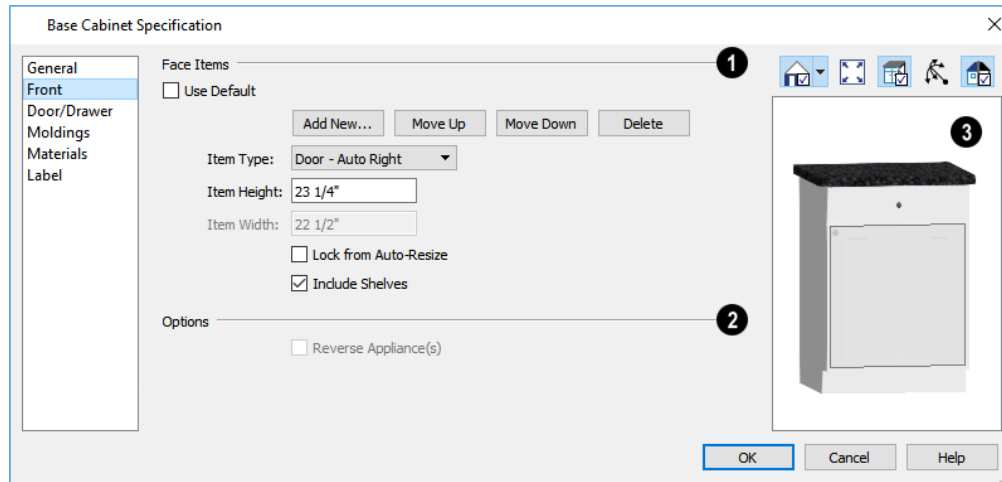 Base Cabinet Specification
General
Front
Door/Drawer
Moldings
Materials
Label
Face Items
1
Use Default
Add New... Move Up Move Down Delete
Item Type: Door - Auto Right
Item Height: 23 1/4"
Item Width: 22 1/2"
Lock from Auto-Resize
Include Shelves
Options
2
Reverse Appliance(s)
3
OK Cancel Help